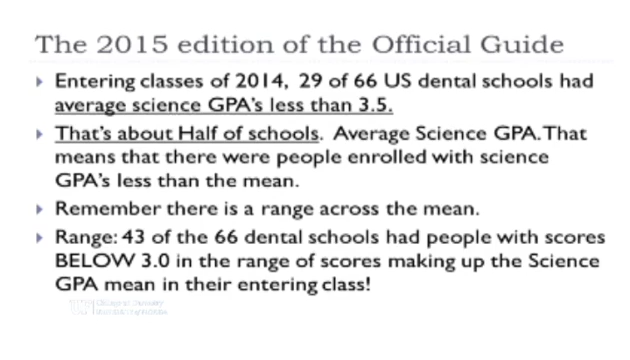 The 2015 edition of the Official Guide
Entering classes of 2014, 29 of 66 US dental schools had
average science GPA's less than 3.5.
That's about Half of schools. Average Science GPA. That
means that there were people enrolled with science
GPA's less than the mean.
Remember there is a range across the mean.
Range: 43 of the 66 dental schools had people with scores
BELOW 3.0 in the range of scores making up the Science
GPA mean in their entering class!